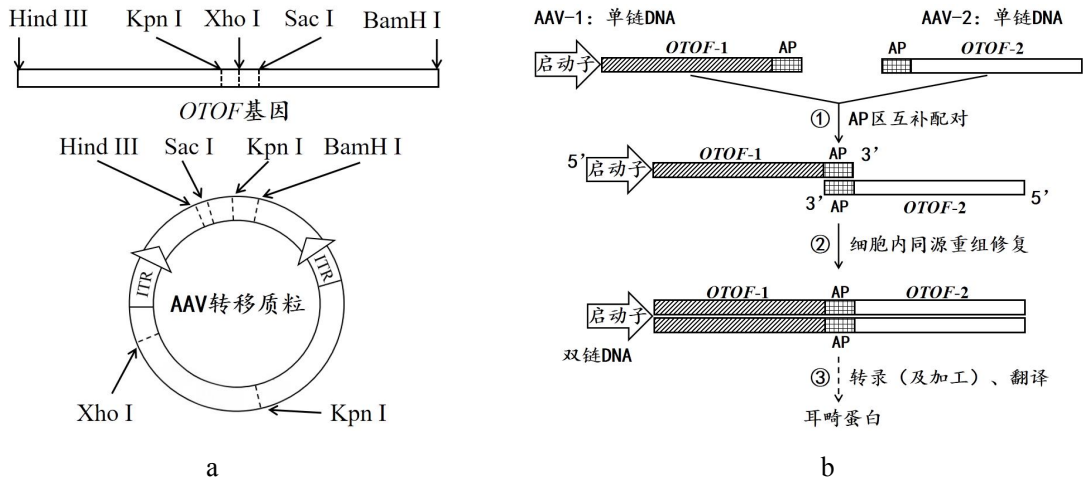 Hind III Kpn I Xho I Sac I BamH I
OTOF基因
Hind III Sac I Kpn I BamH I
ITR ITR
AAV转移质粒
Xho I Kpn I
a
AAV-1：单链DNA AAV-2：单链DNA
启动子 OTOF-1 AP AP OTOF-2
① AP区互补配对
5’ 启动子 OTOF-1 AP 3’
3’ AP OTOF-2 5’
② 细胞内同源重组修复
OTOF-1 AP OTOF-2
启动子
双链DNA AP
③ 转录（及加工）、翻译
耳畸蛋白
b